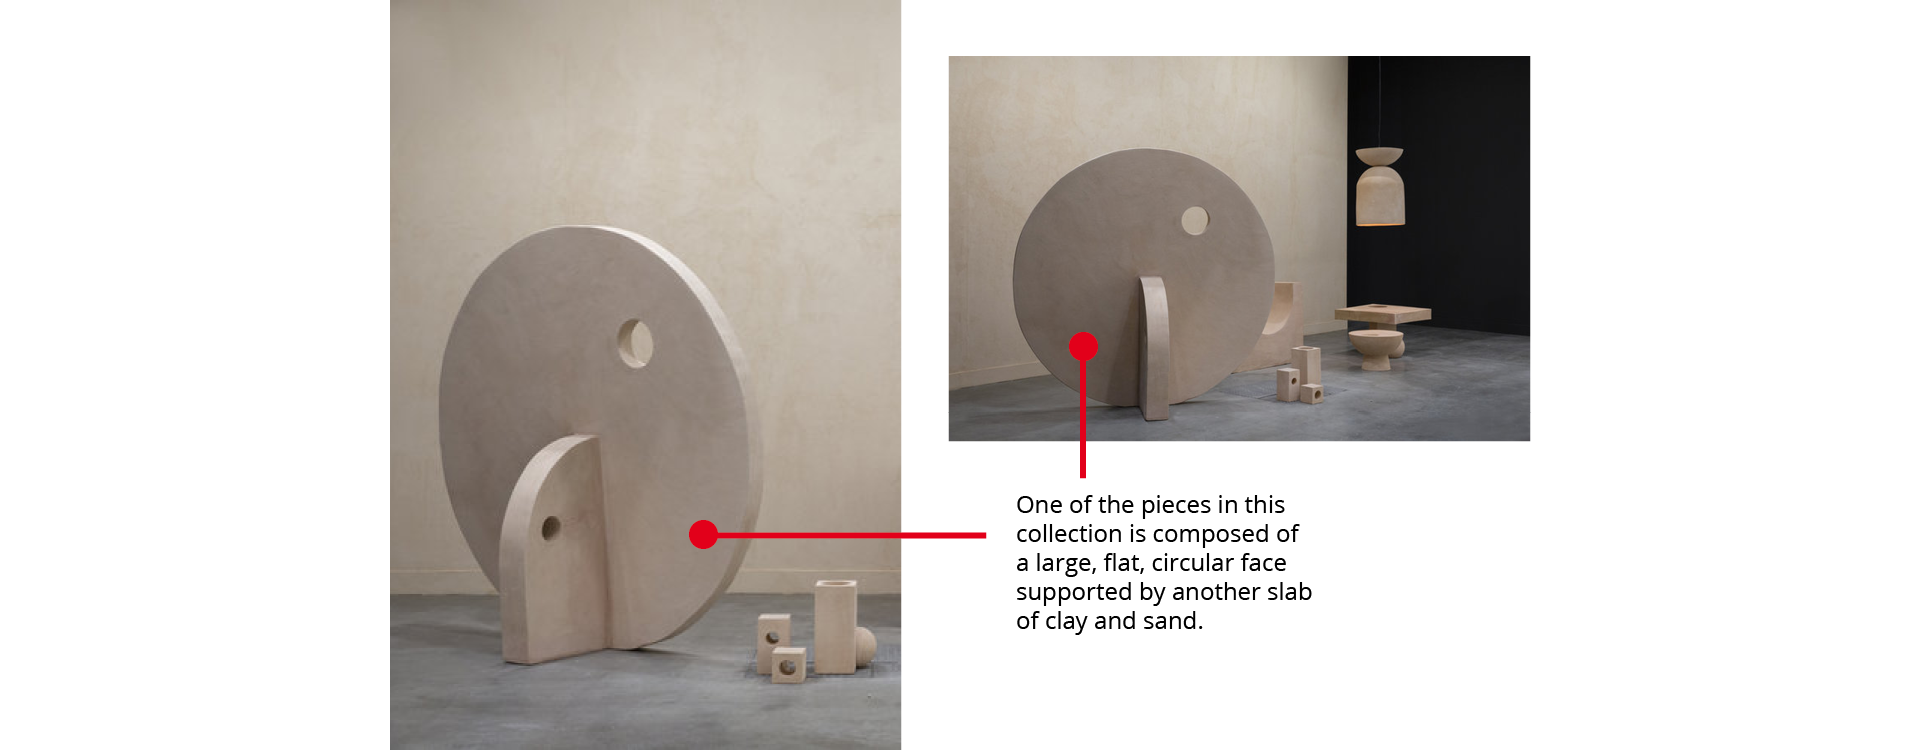 One of the pieces in this
collection is composed of
a large, flat, circular face
supported by another slab
of clay and sand.